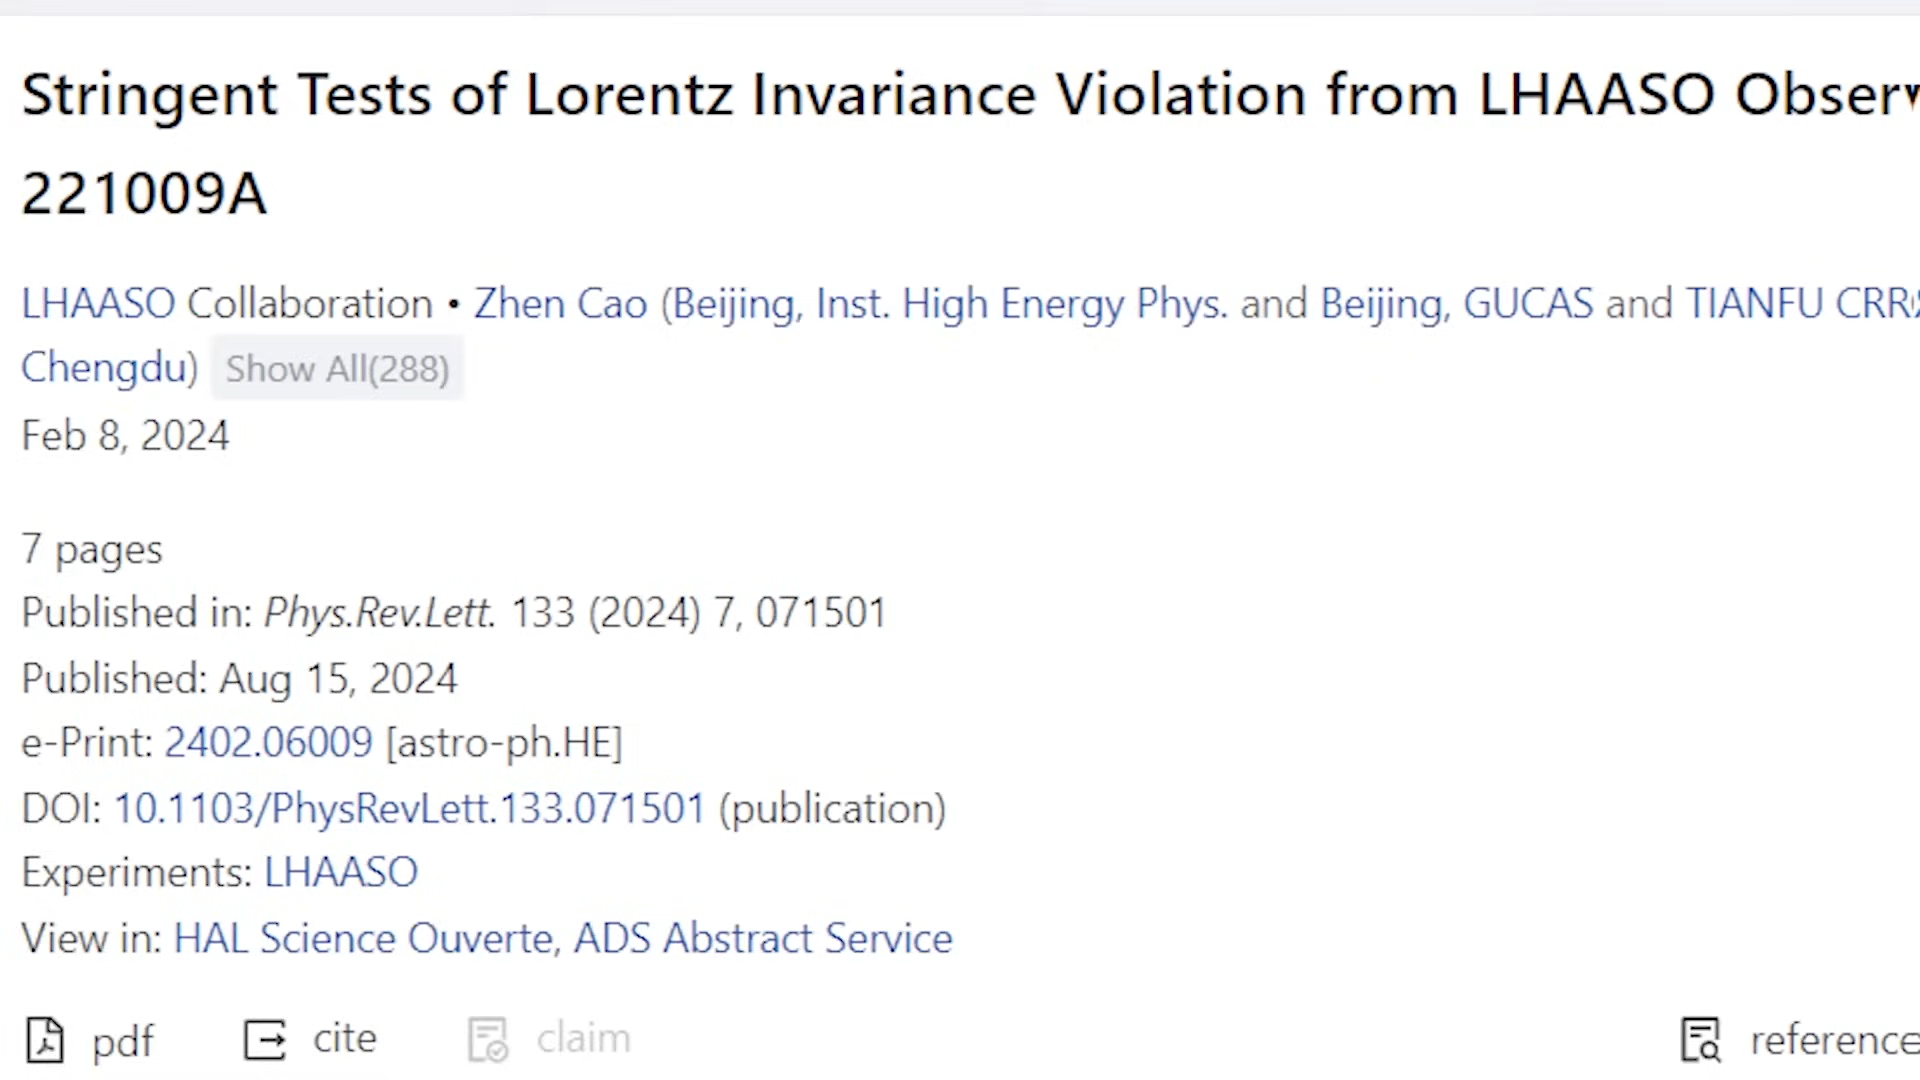 Stringent Tests of Lorentz Invariance Violation from LHAASO
221009A
LHAASO Collaboration • Zhen Cao (Beijing, Inst. High Energy Phys. and Beijing, GUCAS and TIANFU
Chengdu) Show All(288)
Feb 8, 2024
7 pages
Published in: Phys.Rev.Lett. 133 (2024) 7, 071501
Published: Aug 15, 2024
e-Print: 2402.06009 [astro-ph.HE]
DOI: 10.1103/PhysRevLett.133.071501 (publication)
Experiments: LHAASO
View in: HAL Science Ouverte, ADS Abstract Service
pdf cite claim reference